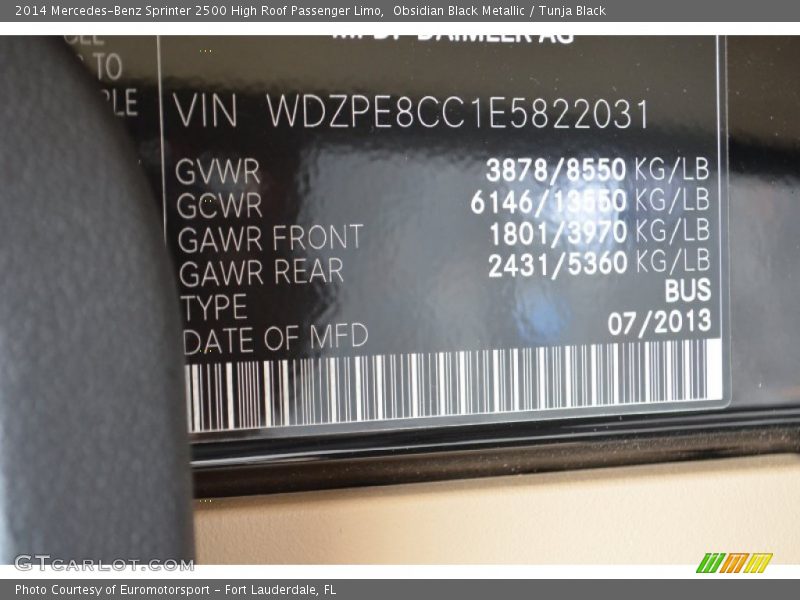 2014 Mercedes-Benz Sprinter 2500 High Roof Passenger Limo,  Obsidian Black Metallic / Tunja Black
TO
VIN WDZPE8CC1E5822031
GVWR 3878/8550 KG/LB
GCWR 6146/13550 KG/LB
GAWR FRONT 1801/3970 KG/LB
GAWR REAR 2431/5360 KG/LB
TYPE BUS
DATE OF MFD 07/2013
GTCarLot.com
Photo Courtesy of Euromotorsport - Fort Lauderdale, FL